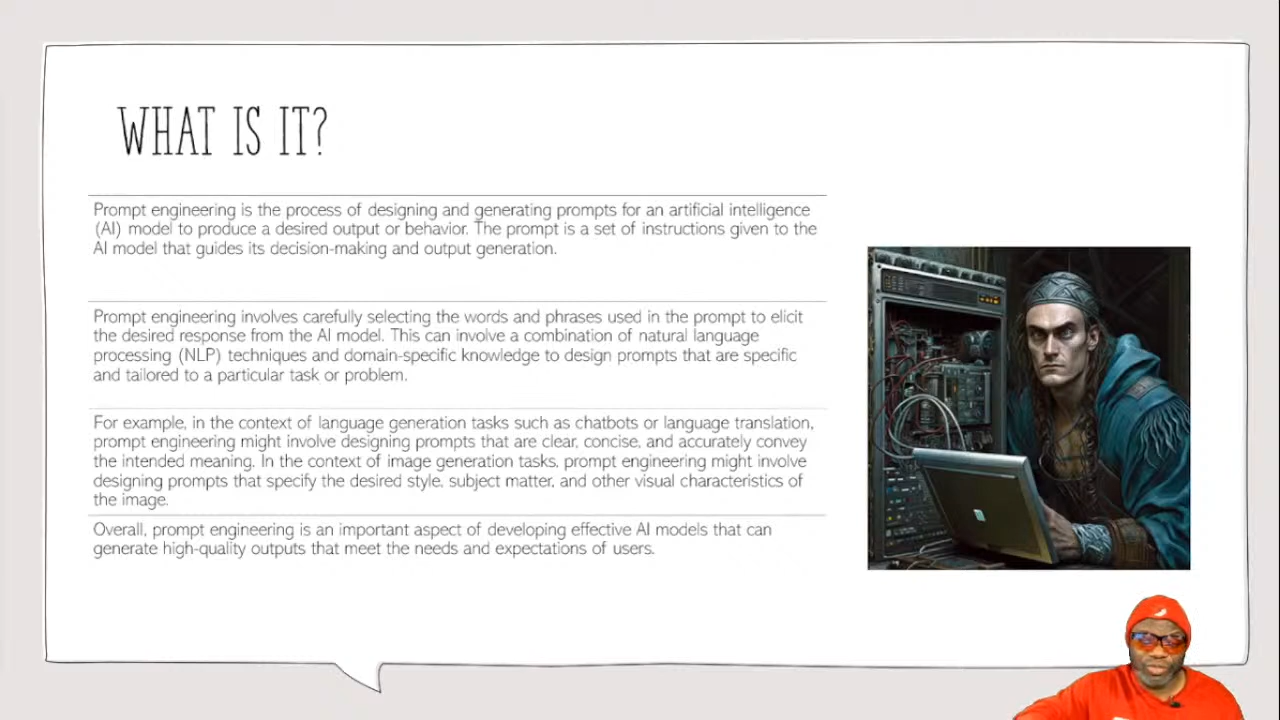 WHAT IS IT?
Prompt engineering is the process of designing and generating prompts for an artificial intelligence
(AI) model to produce a desired output or behavior. The prompt is a set of instructions given to the
AI model that guides its decision-making and output generation.
Prompt engineering involves carefully selecting the words and phrases used in the prompt to elicit
the desired response from the AI model. This can involve a combination of natural language
processing (NLP) techniques and domain-specific knowledge to design prompts that are specific
and tailored to a particular task or problem.
For example, in the context of language generation tasks such as chatbots or language translation,
prompt engineering might involve designing prompts that are clear, concise, and accurately convey
the intended meaning. In the context of image generation tasks, prompt engineering might involve
designing prompts that specify the desired style, subject matter, and other visual characteristics of
the image.
Overall, prompt engineering is an important aspect of developing effective AI models that can
generate high-quality outputs that meet the needs and expectations of users.